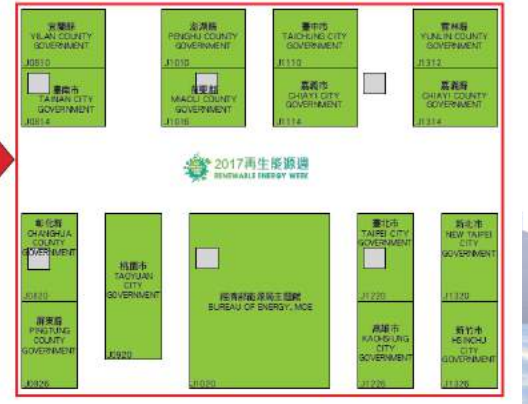 宜蘭縣
YILAN COUNTY
GOVERNMENT
J0810
澎湖縣
PENGHU COUNTY
GOVERNMENT
J1010
臺中市
TAICHUNG CITY
GOVERNMENT
J1110
雲林縣
YUNLIN COUNTY
GOVERNMENT
J1312
臺南市
TAINAN CITY
GOVERNMENT
J0814
MIAOLI COUNTY
GOVERNMENT
J1016
嘉義市
CHIAYI CITY
GOVERNMENT
J1114
嘉義縣
CHIAYI COUNTY
GOVERNMENT
J1314
2017再生能源週
RENEWABLE ENERGY WEEK
彰化縣
CHANGHUA
COUNTY
GOVERNMENT
J0820
桃園市
TAOYUAN
CITY
GOVERNMENT
J0920
經濟部能源局主題館
BUREAU OF ENERGY, MOE
J1020
臺北市
TAIPEI CITY
GOVERNMENT
J1220
新北市
NEW TAIPEI
CITY
GOVERNMENT
J1320
屏東縣
PINGTUNG
COUNTY
GOVERNMENT
J0826
高雄市
KAOHSIUNG
CITY
GOVERNMENT
J1226
新竹市
HSINCHU
CITY
GOVERNMENT
J1326